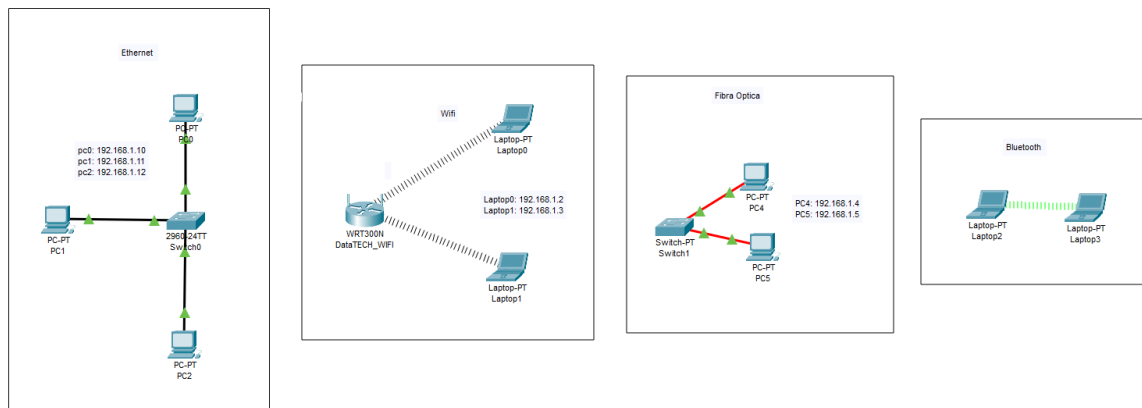 Ethernet
PC-PT
PC0
pc0: 192.168.1.10
pc1: 192.168.1.11
pc2: 192.168.1.12
PC-PT
PC1
2960-24TT
Switch0
PC-PT
PC2
Wifi
Laptop-PT
Laptop0
Laptop0: 192.168.1.2
Laptop1: 192.168.1.3
WRT300N
DataTECH_WIFI
Laptop-PT
Laptop1
Fibra Optica
PC-PT
PC4
PC4: 192.168.1.4
PC5: 192.168.1.5
Switch-PT
Switch1
PC-PT
PC5
Bluetooth
Laptop-PT
Laptop2
Laptop-PT
Laptop3